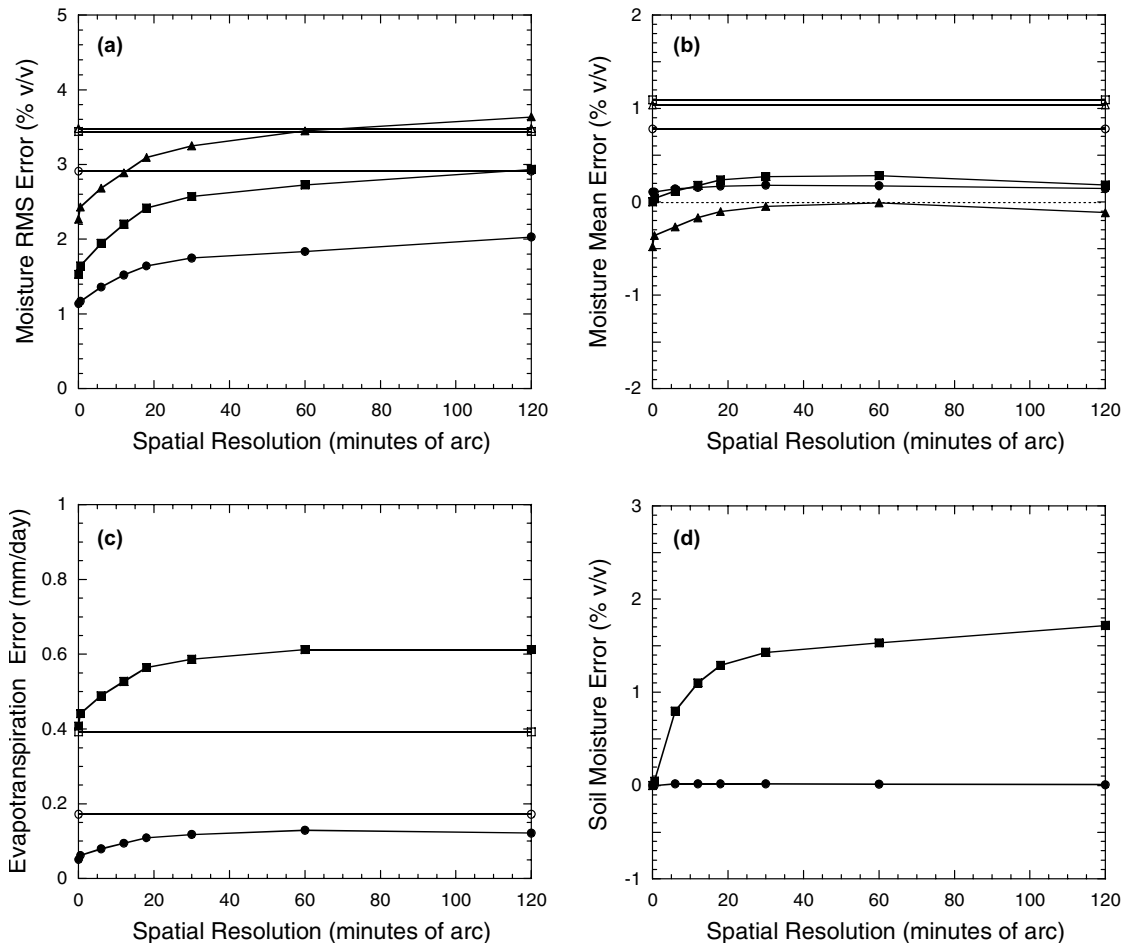 (a)
Moisture RMS Error (% v/v)
5
4
3
2
1
0
0 20 40 60 80 100 120
Spatial Resolution (minutes of arc)
(b)
Moisture Mean Error (% v/v)
2
1
0
-1
-2
0 20 40 60 80 100 120
Spatial Resolution (minutes of arc)
(c)
Evapotranspiration Error (mm/day)
1
0.8
0.6
0.4
0.2
0
0 20 40 60 80 100 120
Spatial Resolution (minutes of arc)
(d)
Soil Moisture Error (% v/v)
3
2
1
0
-1
0 20 40 60 80 100 120
Spatial Resolution (minutes of arc)